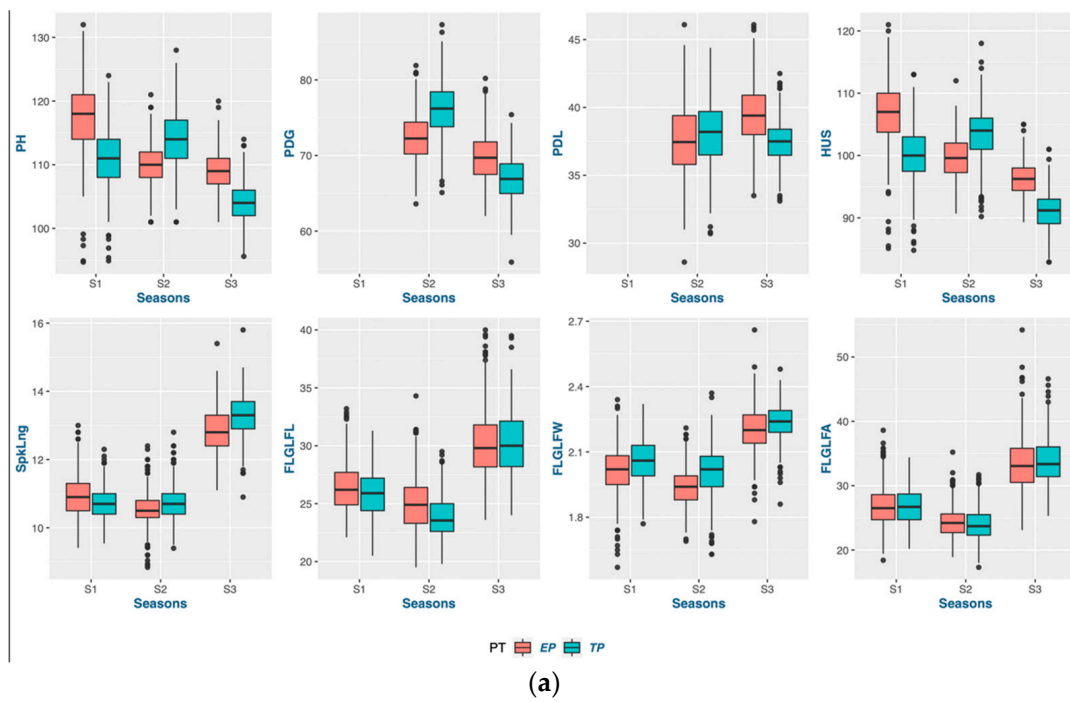 PH
130
120
110
100
S1
S2
S3
Seasons
PDG
80
70
60
S1
S2
S3
Seasons
PDL
45
40
35
30
S1
S2
S3
Seasons
HUS
120
110
100
90
S1
S2
S3
Seasons
SpkLng
16
14
12
10
S1
S2
S3
Seasons
FLGLFL
40
35
30
25
20
S1
S2
S3
Seasons
FLGLFW
2.7
2.4
2.1
1.8
S1
S2
S3
Seasons
FLGLFA
50
40
30
20
S1
S2
S3
Seasons
PT EP TP
(a)